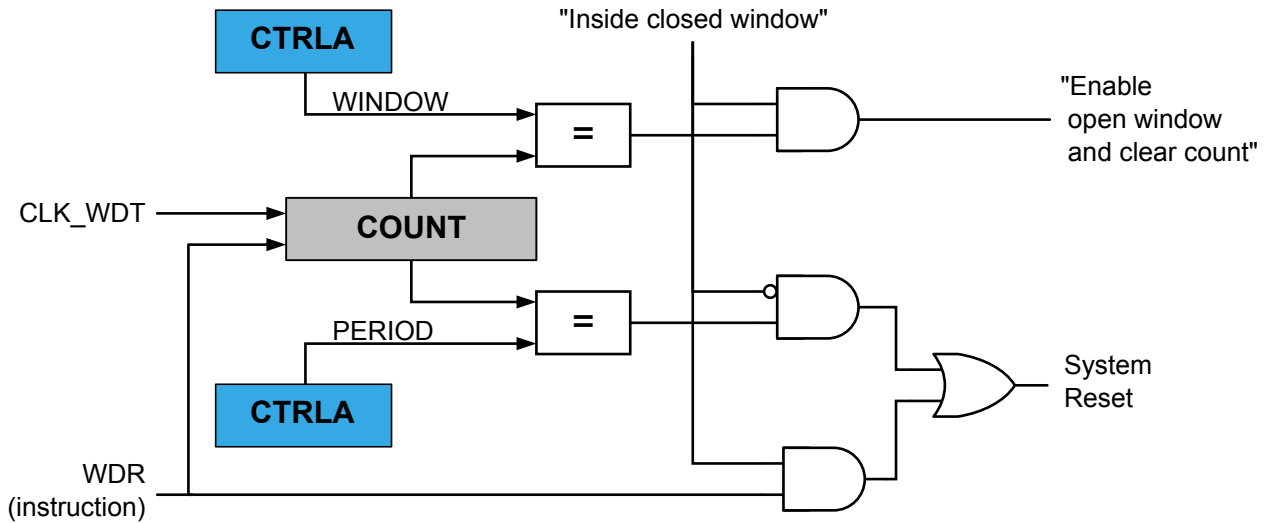 "Inside closed window"
CTRLA
WINDOW
=
"Enable
open window
and clear count"
CLK_WDT
COUNT
=
PERIOD
CTRLA
System
Reset
WDR
(instruction)